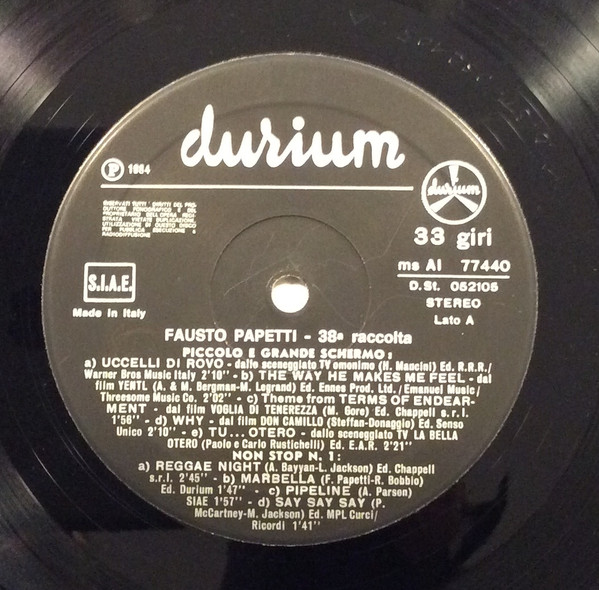 durium
℗ 1984
RISERVATI TUTTI I DIRITTI DEL PRO-
DUTTORE FONOGRAFICO E DEL
PROPRIETARIO DELL'OPERA REGI-
STRATA VIETATE DUPLICAZIONE,
UTILIZZAZIONE DI QUESTO DISCO
PER PUBBLICA ESECUZIONE e
RADIODIFFUSIONE
durium
33 giri
ms AI 77440
D.St. 052105
STEREO
Lato A
S.I.A.E.
Made in Italy
FAUSTO PAPETTI - 38ª raccolta
PICCOLO E GRANDE SCHERMO:
a) UCCELLI DI ROVO - dallo sceneggiato TV omonimo (H. Mancini) Ed. R.R.R./
Warner Bros Music Italy 2'10" - b) THE WAY HE MAKES ME FEEL - dal
film YENTL (A. & M. Bergman-M. Legrand) Ed. Ennes Prod. Ltd./Emanuel Music/
Threesome Music Co. 2'02" - c) Theme from TERMS OF ENDEAR-
MENT - dal film VOGLIA DI TENEREZZA (M. Gore) Ed. Chappell s.r.l.
1'56" - d) WHY - dal film DON CAMILLO (Steffan-Donaggio) Ed. Senso
Unico 2'10" - e) TU... OTERO - dallo sceneggiato TV LA BELLA
OTERO (Paolo e Carlo Rustichelli) Ed. E.A.R. 2'21"
NON STOP N. 1:
a) REGGAE NIGHT (A. Bayyan-L. Jackson) Ed. Chappell
s.r.l. 2'45" - b) MARBELLA (F. Papetti-R. Bobbio)
Ed. Durium 1'47" - c) PIPELINE (A. Parson)
SIAE 1'57" - d) SAY SAY SAY (P.
McCartney-M. Jackson) Ed. MPL Curci/
Ricordi 1'41"